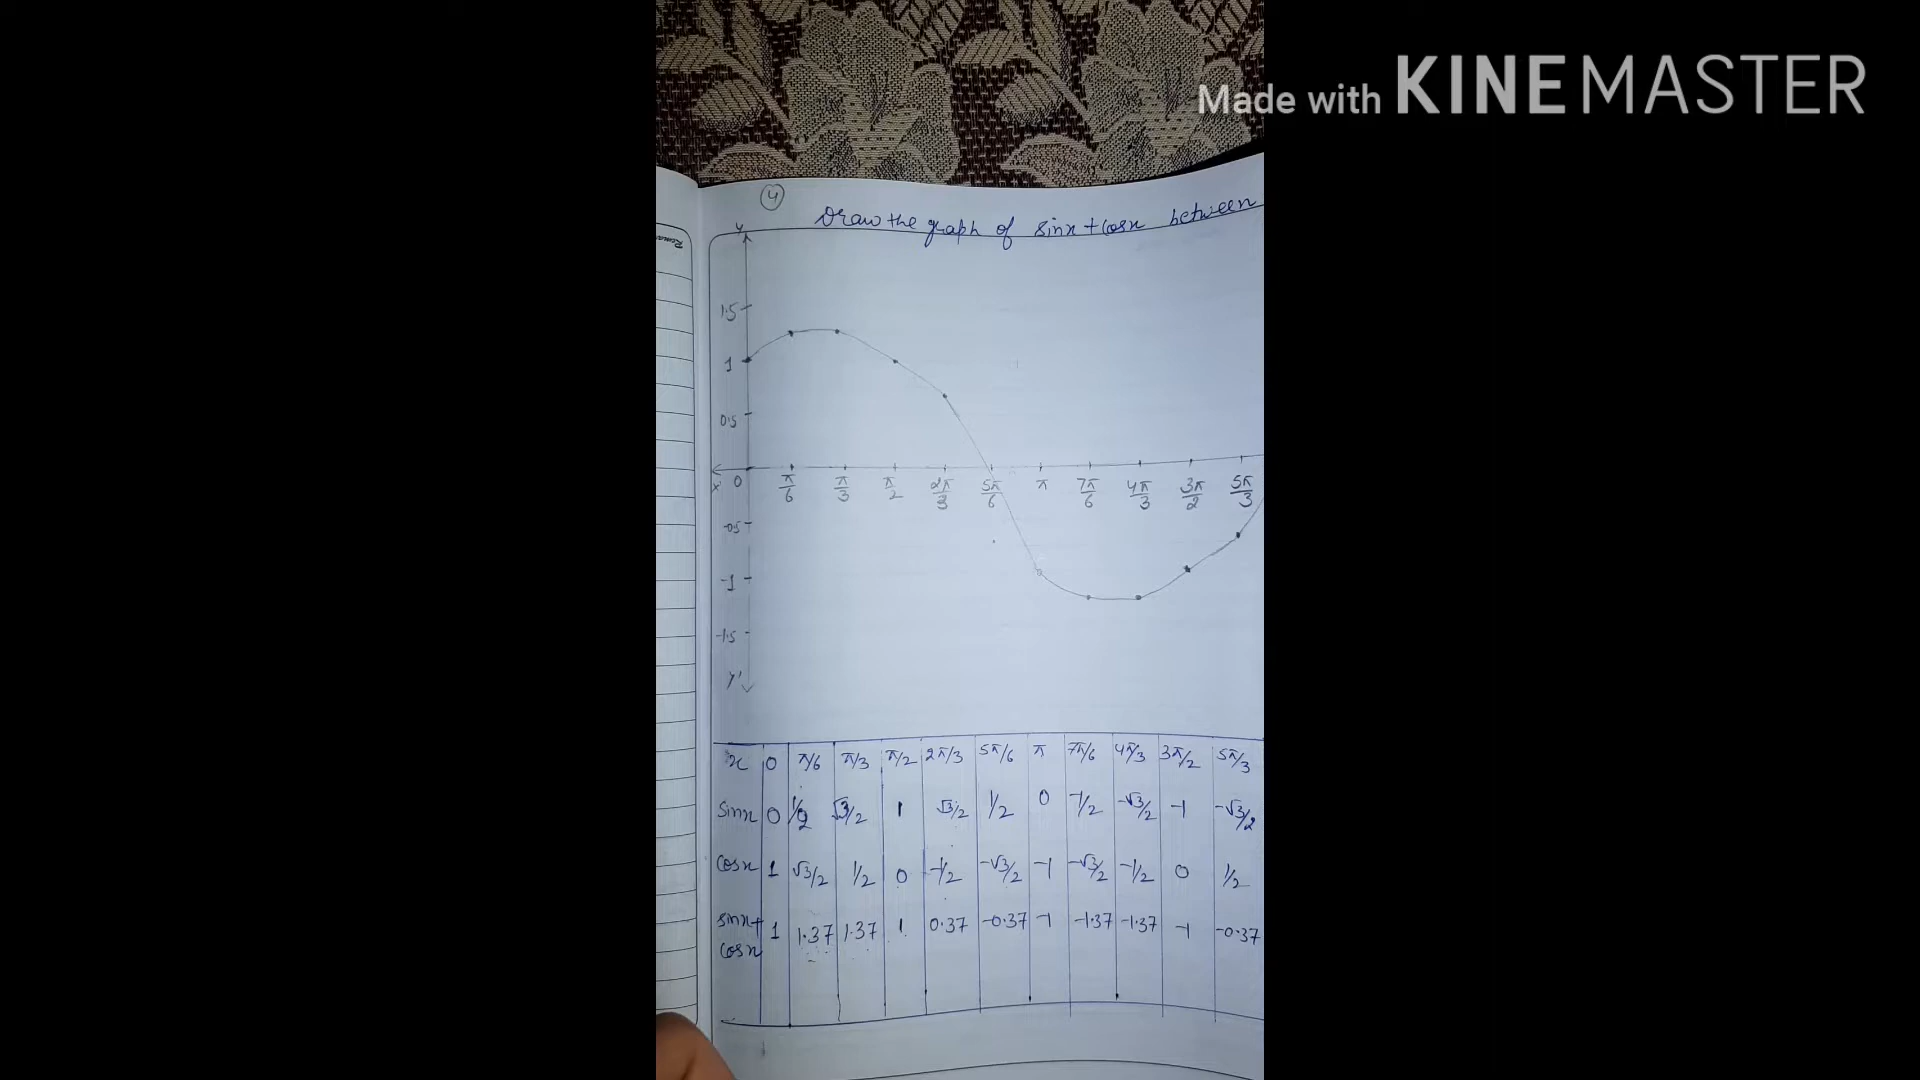 Made with KINEMASTER
4
Draw the graph of sinx + cosx between
y
1.5
1
0.5
x' 0 π/6 π/3 π/2 2π/3 5π/6 π 7π/6 4π/3 3π/2 5π/3
-0.5
-1
-1.5
y'
x 0 π/6 π/3 π/2 2π/3 5π/6 π 7π/6 4π/3 3π/2 5π/3
sinx 0 1/2 √3/2 1 √3/2 1/2 0 -1/2 -√3/2 -1 -√3/2
cosx 1 √3/2 1/2 0 -1/2 -√3/2 -1 -√3/2 -1/2 0 1/2
sinx+ 1 1.37 1.37 1 0.37 -0.37 -1 -1.37 -1.37 -1 -0.37
cosx